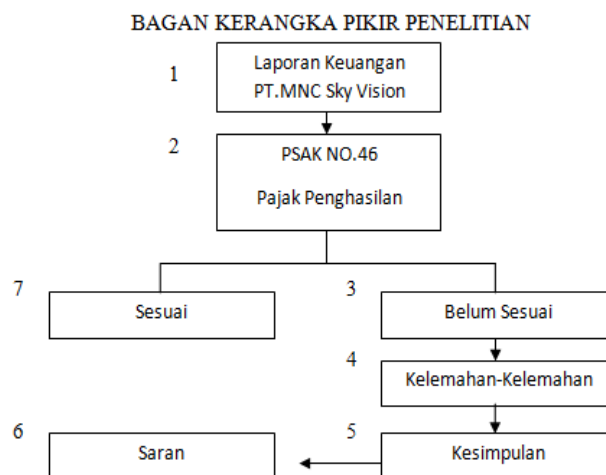 BAGAN KERANGKA PIKIR PENELITIAN
1
Laporan Keuangan
PT.MNC Sky Vision
2
PSAK NO.46
Pajak Penghasilan
7
Sesuai
3
Belum Sesuai
4
Kelemahan-Kelemahan
6
Saran
5
Kesimpulan